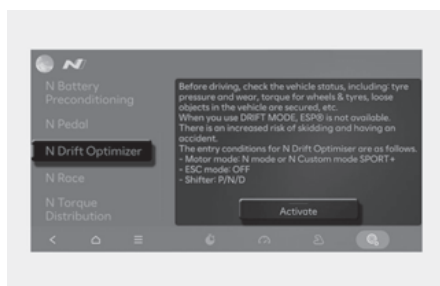 N
N Battery
Preconditioning
N Pedal
N Drift Optimizer
N Race
N Torque
Distribution
Before driving, check the vehicle status, including: tyre
pressure and wear, torque for wheels & tyres, loose
objects in the vehicle are secured, etc.
When you use DRIFT MODE, ESP® is not available.
There is an increased risk of skidding and having an
accident.
The entry conditions for N Drift Optimiser are as follows.
- Motor mode: N mode or N Custom mode SPORT+
- ESC mode: OFF
- Shifter: P/N/D
Activate